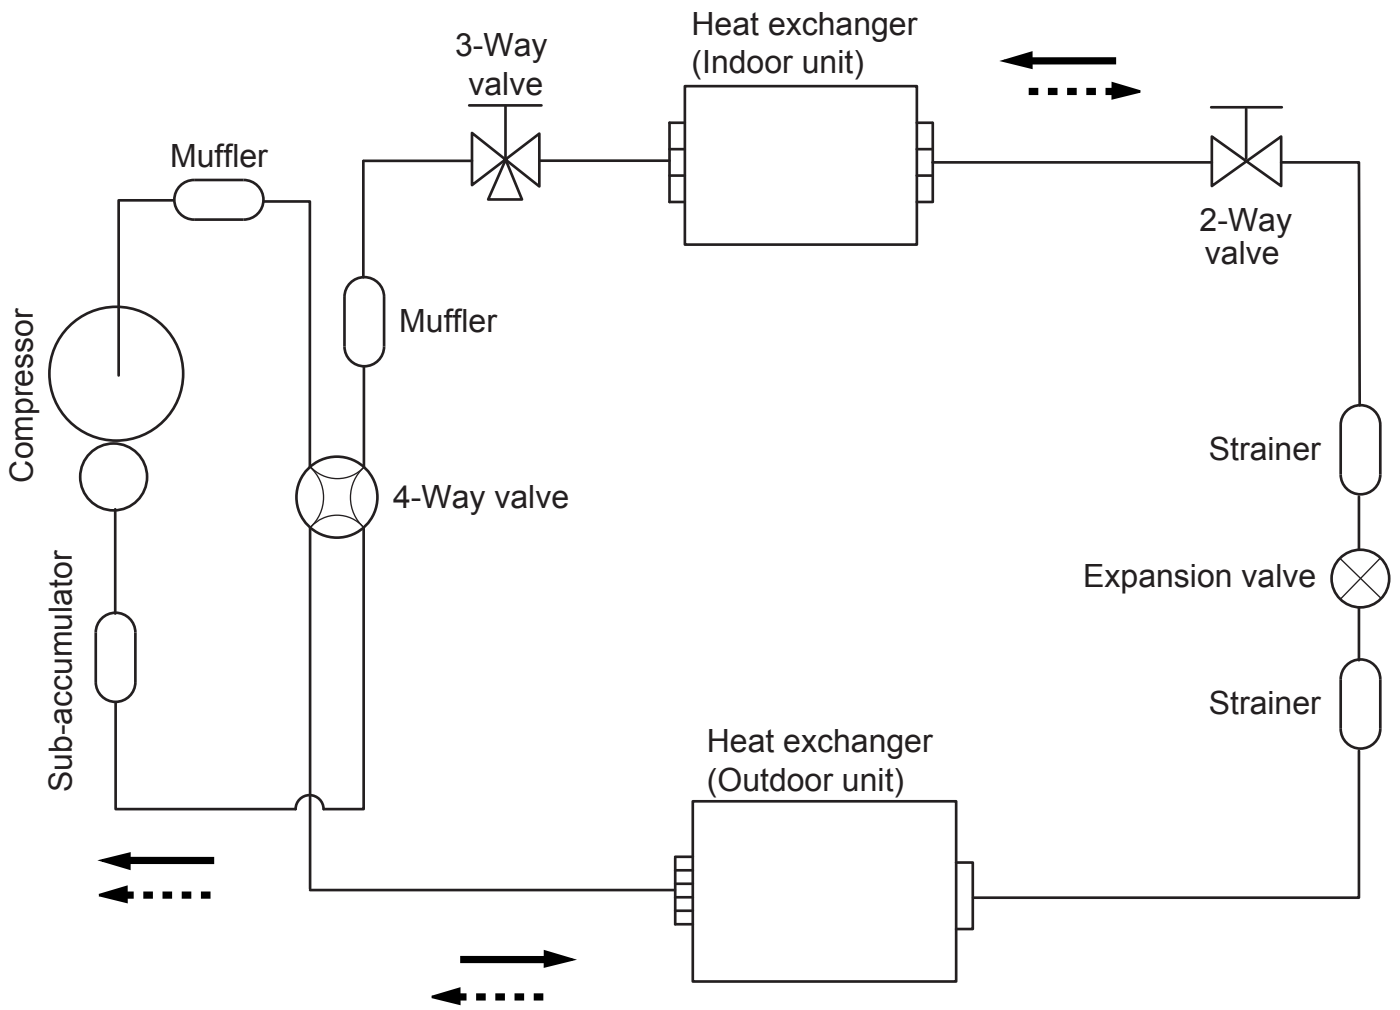 Heat exchanger
(Indoor unit)
3-Way
valve
Muffler
2-Way
valve
Muffler
Compressor
Strainer
4-Way valve
Expansion valve
Sub-accumulator
Strainer
Heat exchanger
(Outdoor unit)